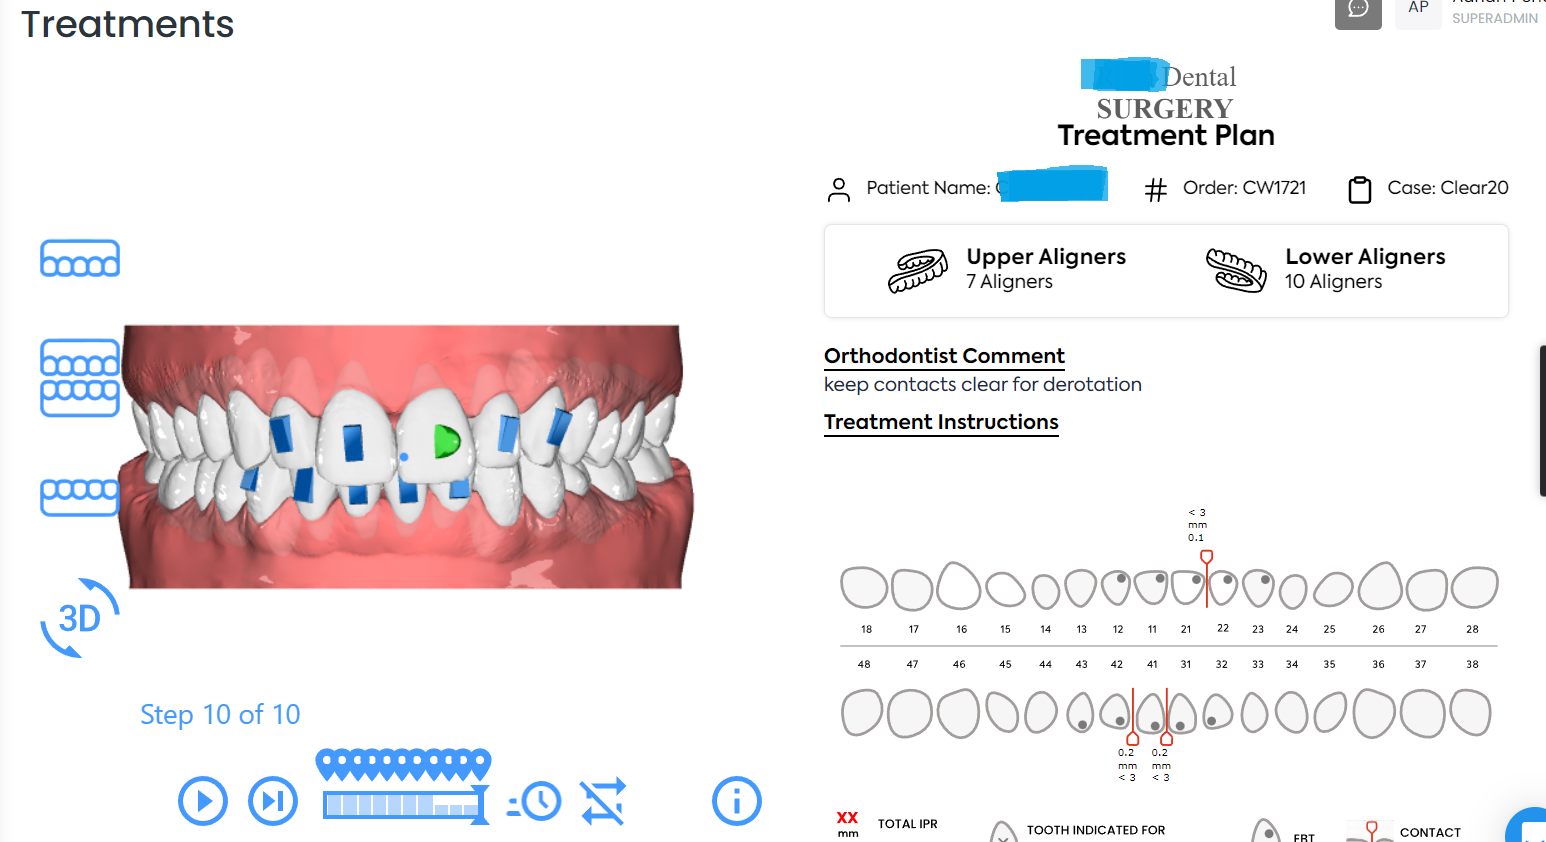 Treatments
AP
SUPERADMIN
Dental
SURGERY
Treatment Plan
Patient Name:
Order: CW1721
Case: Clear20
Upper Aligners
7 Aligners
Lower Aligners
10 Aligners
Orthodontist Comment
keep contacts clear for derotation
Treatment Instructions
< 3
mm
0.1
18 17 16 15 14 13 12 11 21 22 23 24 25 26 27 28
48 47 46 45 44 43 42 41 31 32 33 34 35 36 37 38
0.2 0.2
mm mm
< 3 < 3
3D
Step 10 of 10
XX
mm
TOTAL IPR
TOOTH INDICATED FOR
CONTACT